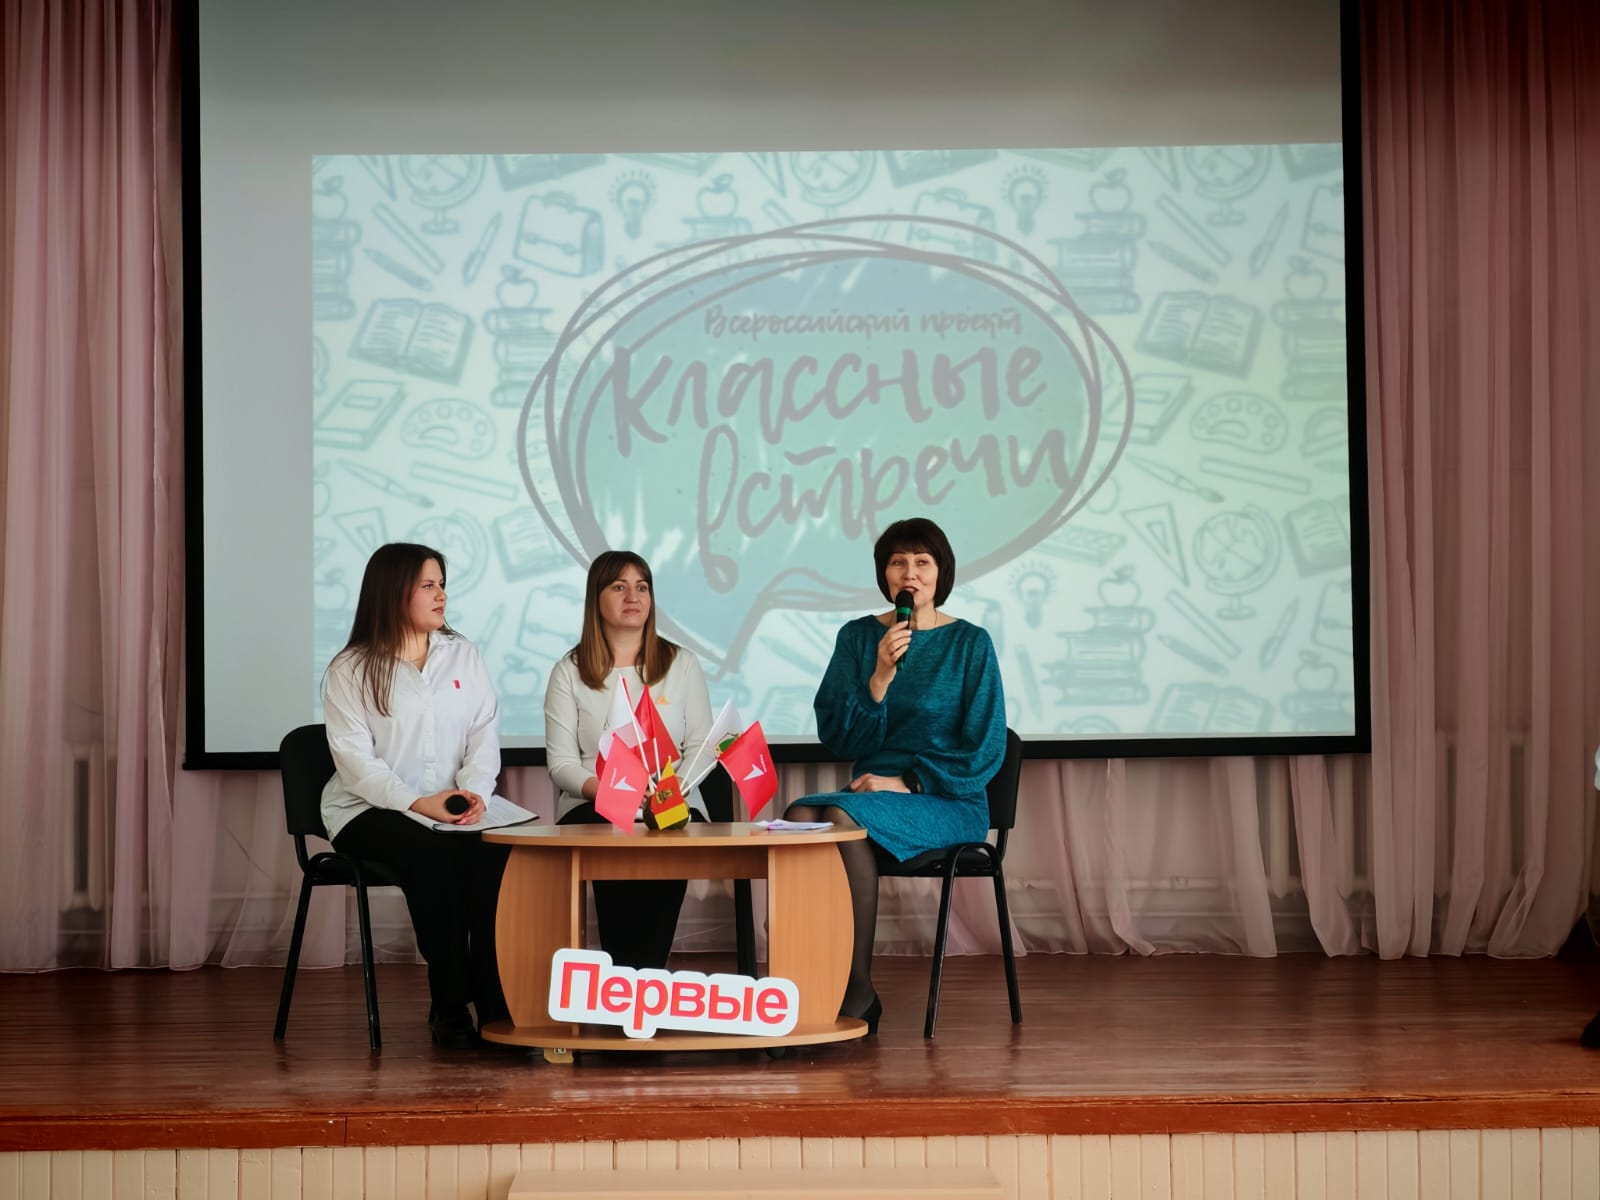 Всероссийский проект
Классные
встречи
Первые